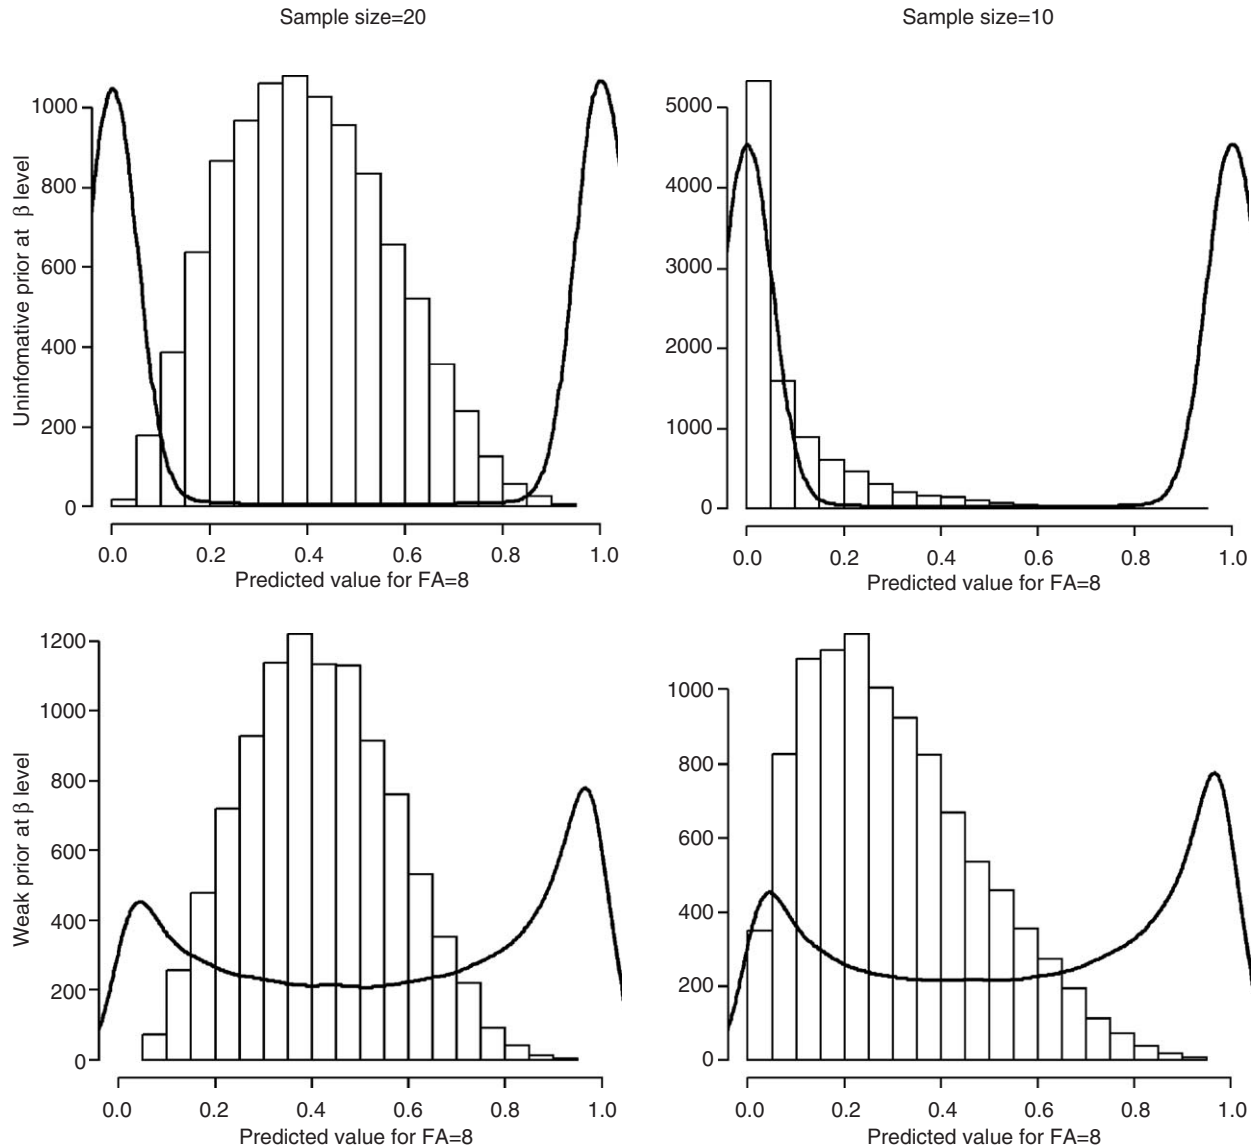 Sample size=20
Sample size=10
Uninfomative prior at β level
1000
800
600
400
200
0
0.0 0.2 0.4 0.6 0.8 1.0
Predicted value for FA=8
5000
4000
3000
2000
1000
0
0.0 0.2 0.4 0.6 0.8 1.0
Predicted value for FA=8
Weak prior at β level
1200
1000
800
600
400
200
0
0.0 0.2 0.4 0.6 0.8 1.0
Predicted value for FA=8
1000
800
600
400
200
0
0.0 0.2 0.4 0.6 0.8 1.0
Predicted value for FA=8